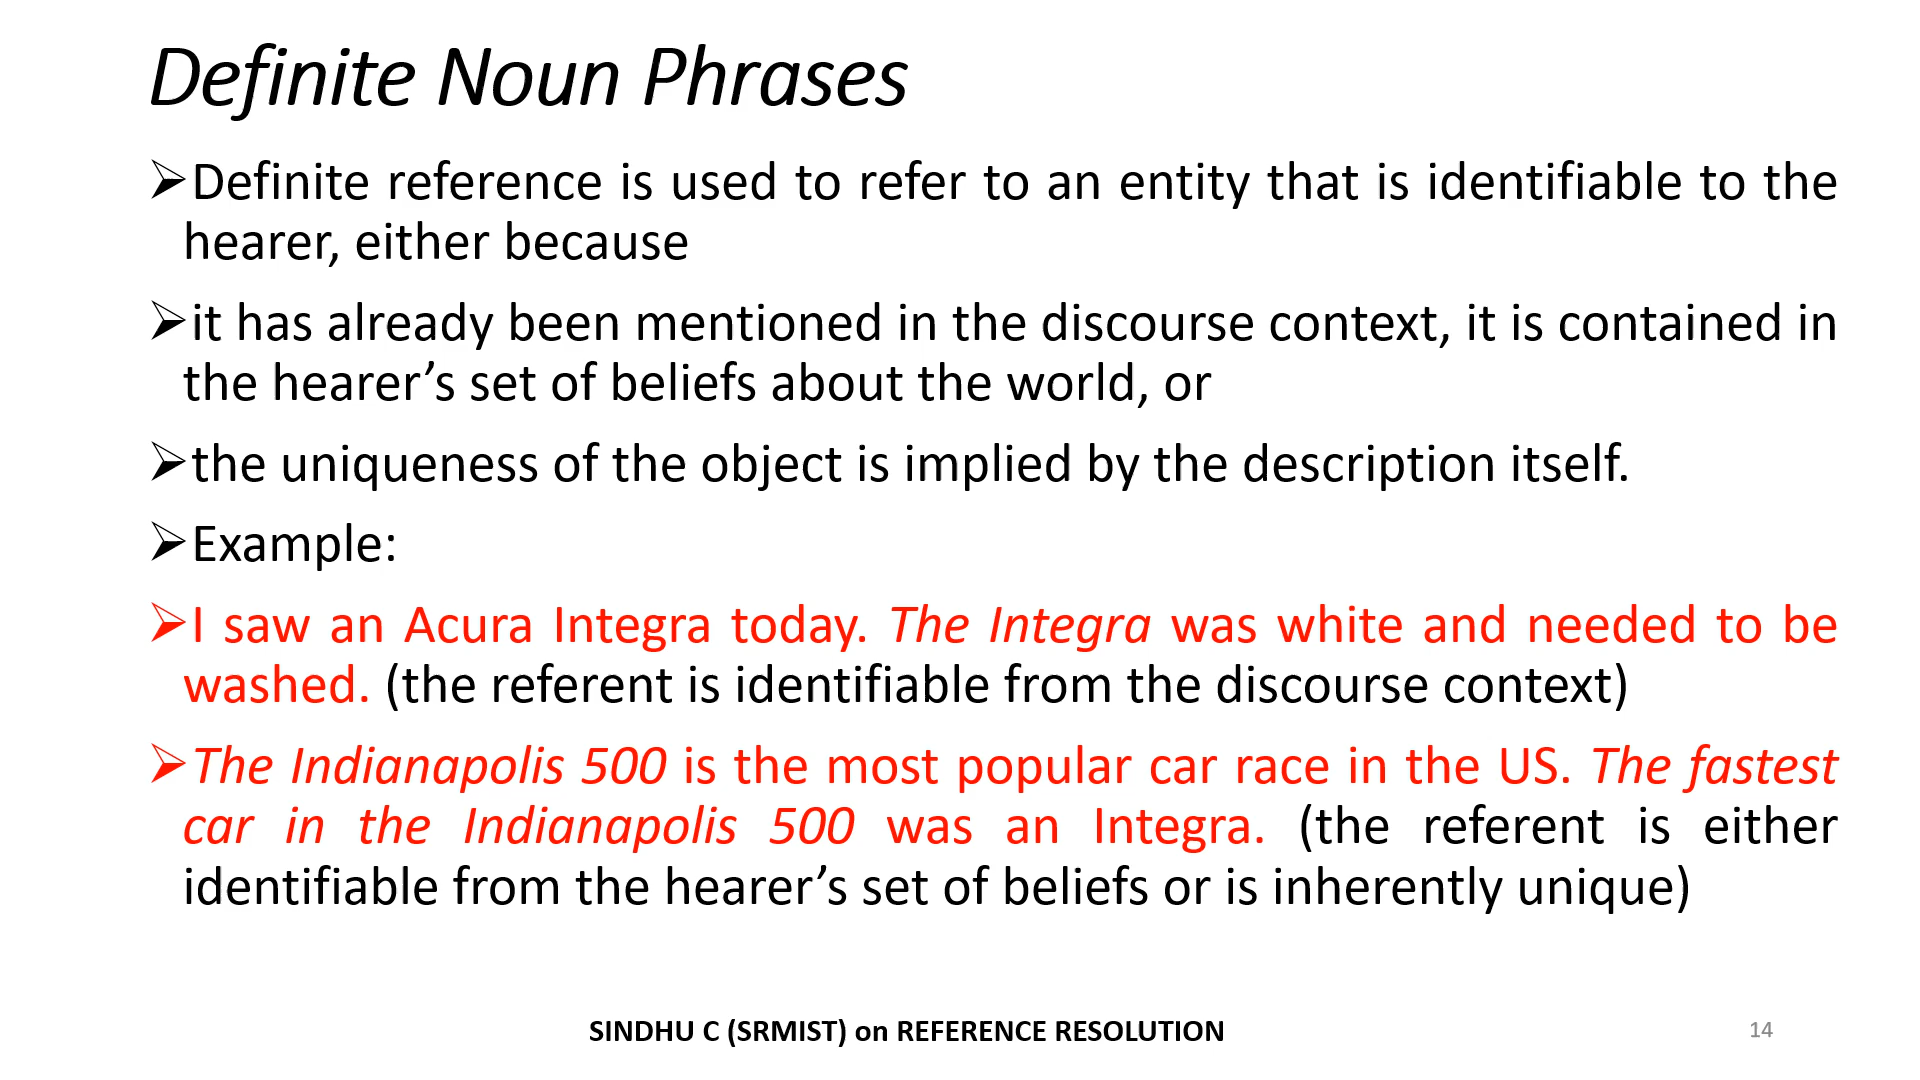 Definite Noun Phrases
➢Definite reference is used to refer to an entity that is identifiable to the
hearer, either because
➢it has already been mentioned in the discourse context, it is contained in
the hearer’s set of beliefs about the world, or
➢the uniqueness of the object is implied by the description itself.
➢Example:
➢I saw an Acura Integra today. The Integra was white and needed to be
washed. (the referent is identifiable from the discourse context)
➢The Indianapolis 500 is the most popular car race in the US. The fastest
car in the Indianapolis 500 was an Integra. (the referent is either
identifiable from the hearer’s set of beliefs or is inherently unique)
SINDHU C (SRMIST) on REFERENCE RESOLUTION
14